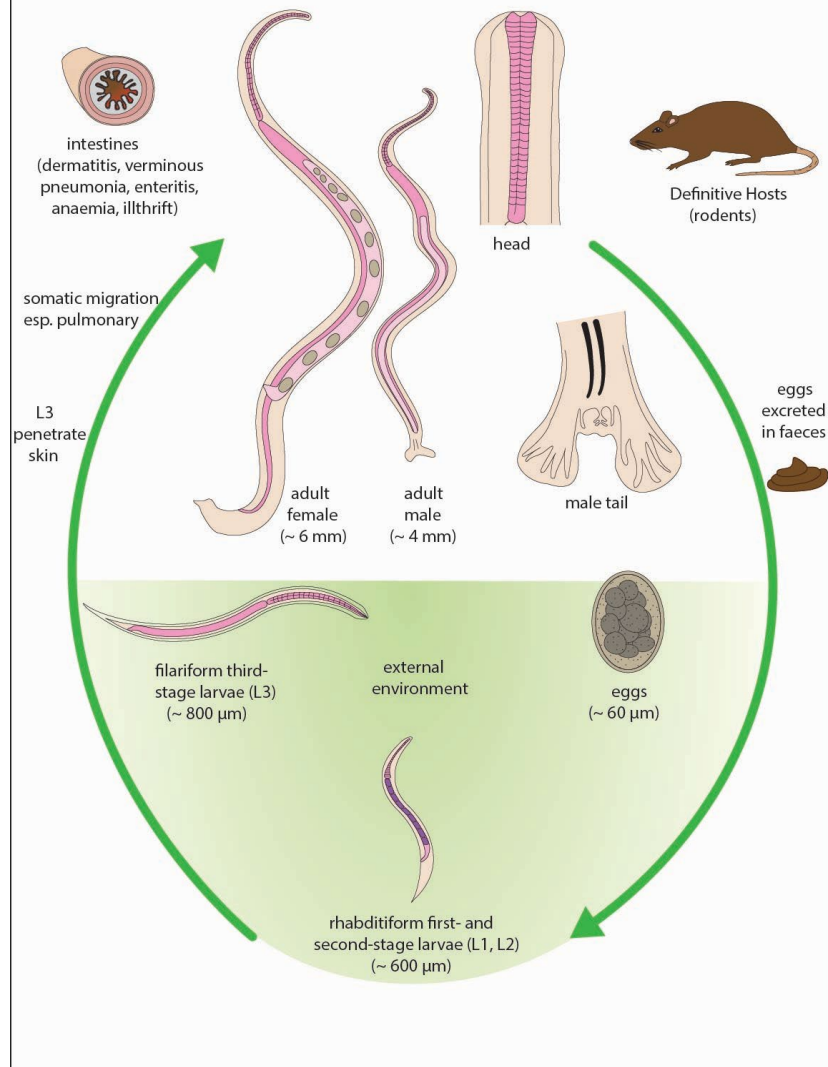 intestines
(dermatitis, verminous
pneumonia, enteritis,
anaemia, illthrift)
head
Definitive Hosts
(rodents)
somatic migration
esp. pulmonary
L3
penetrate
skin
eggs
excreted
in faeces
adult
female
(~ 6 mm)
adult
male
(~ 4 mm)
male tail
filariform third-
stage larvae (L3)
(~ 800 µm)
external
environment
eggs
(~ 60 µm)
rhabditiform first- and
second-stage larvae (L1, L2)
(~ 600 µm)